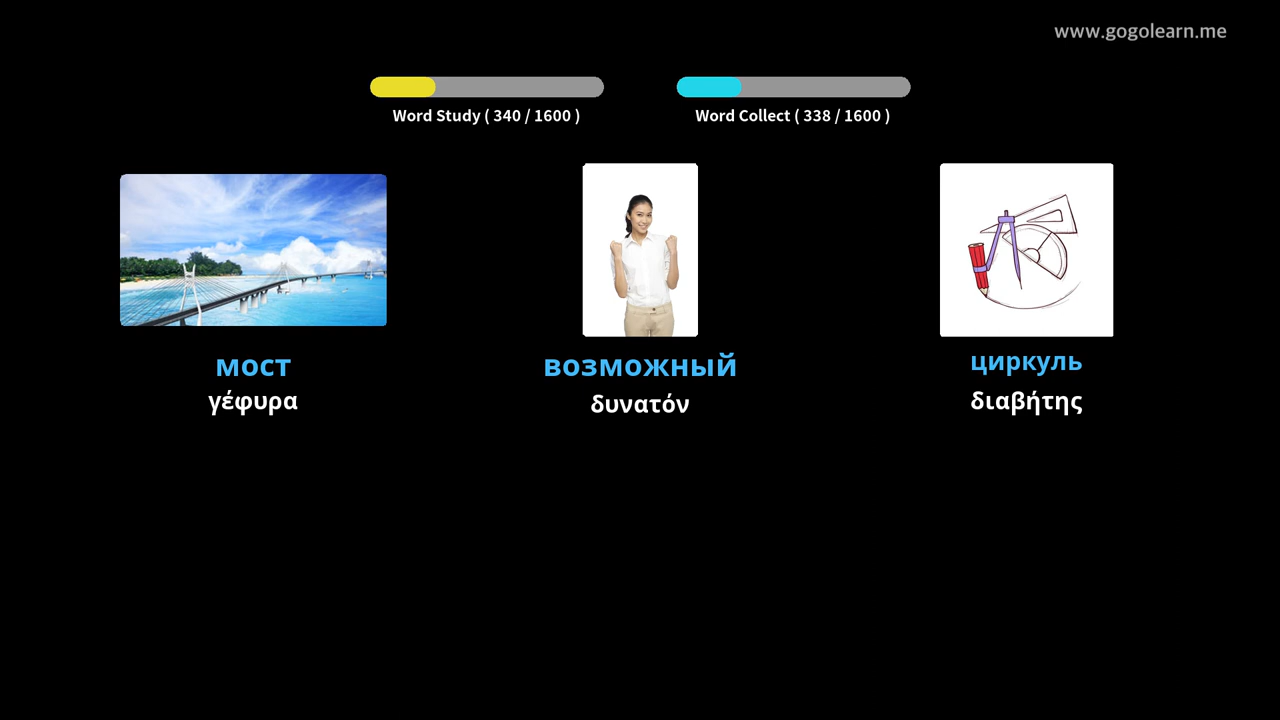 www.gogolearn.me
Word Study ( 340 / 1600 )
Word Collect ( 338 / 1600 )
мост
γέφυρα
возможный
δυνατόν
циркуль
διαβήτης